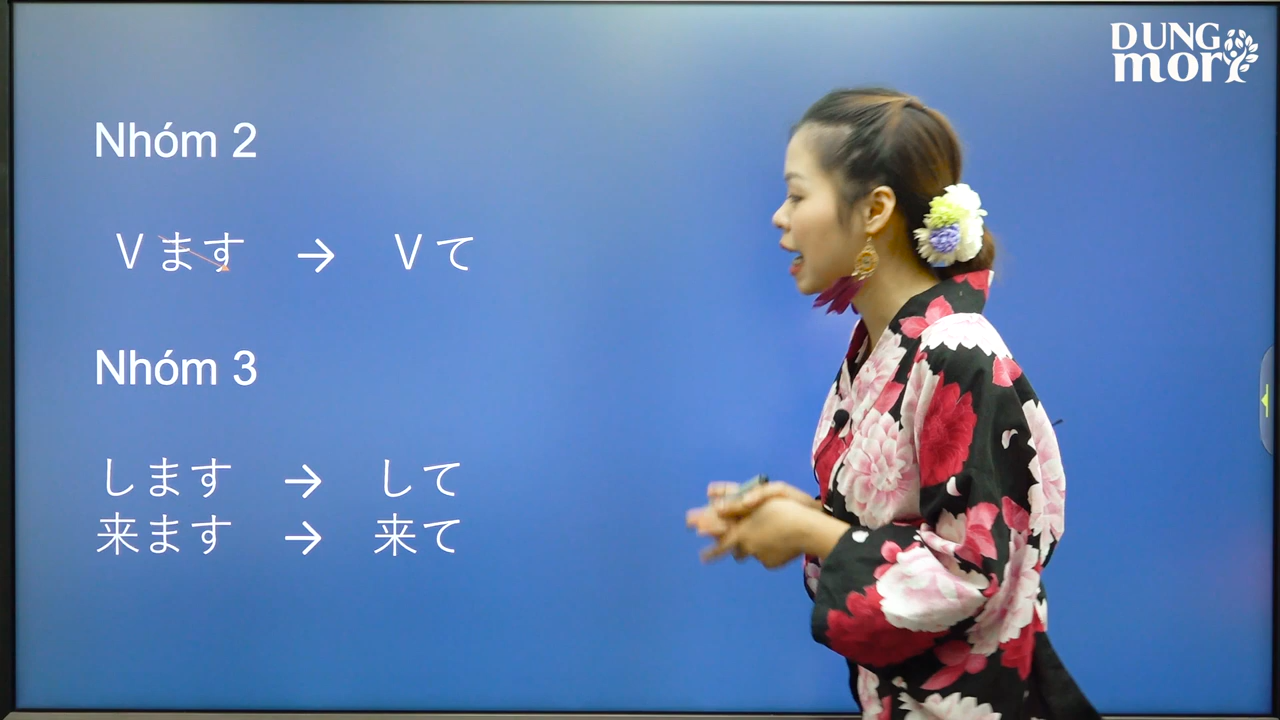 DUNG
mori
Nhóm 2
V ます → V て
Nhóm 3
します → して
来ます → 来て